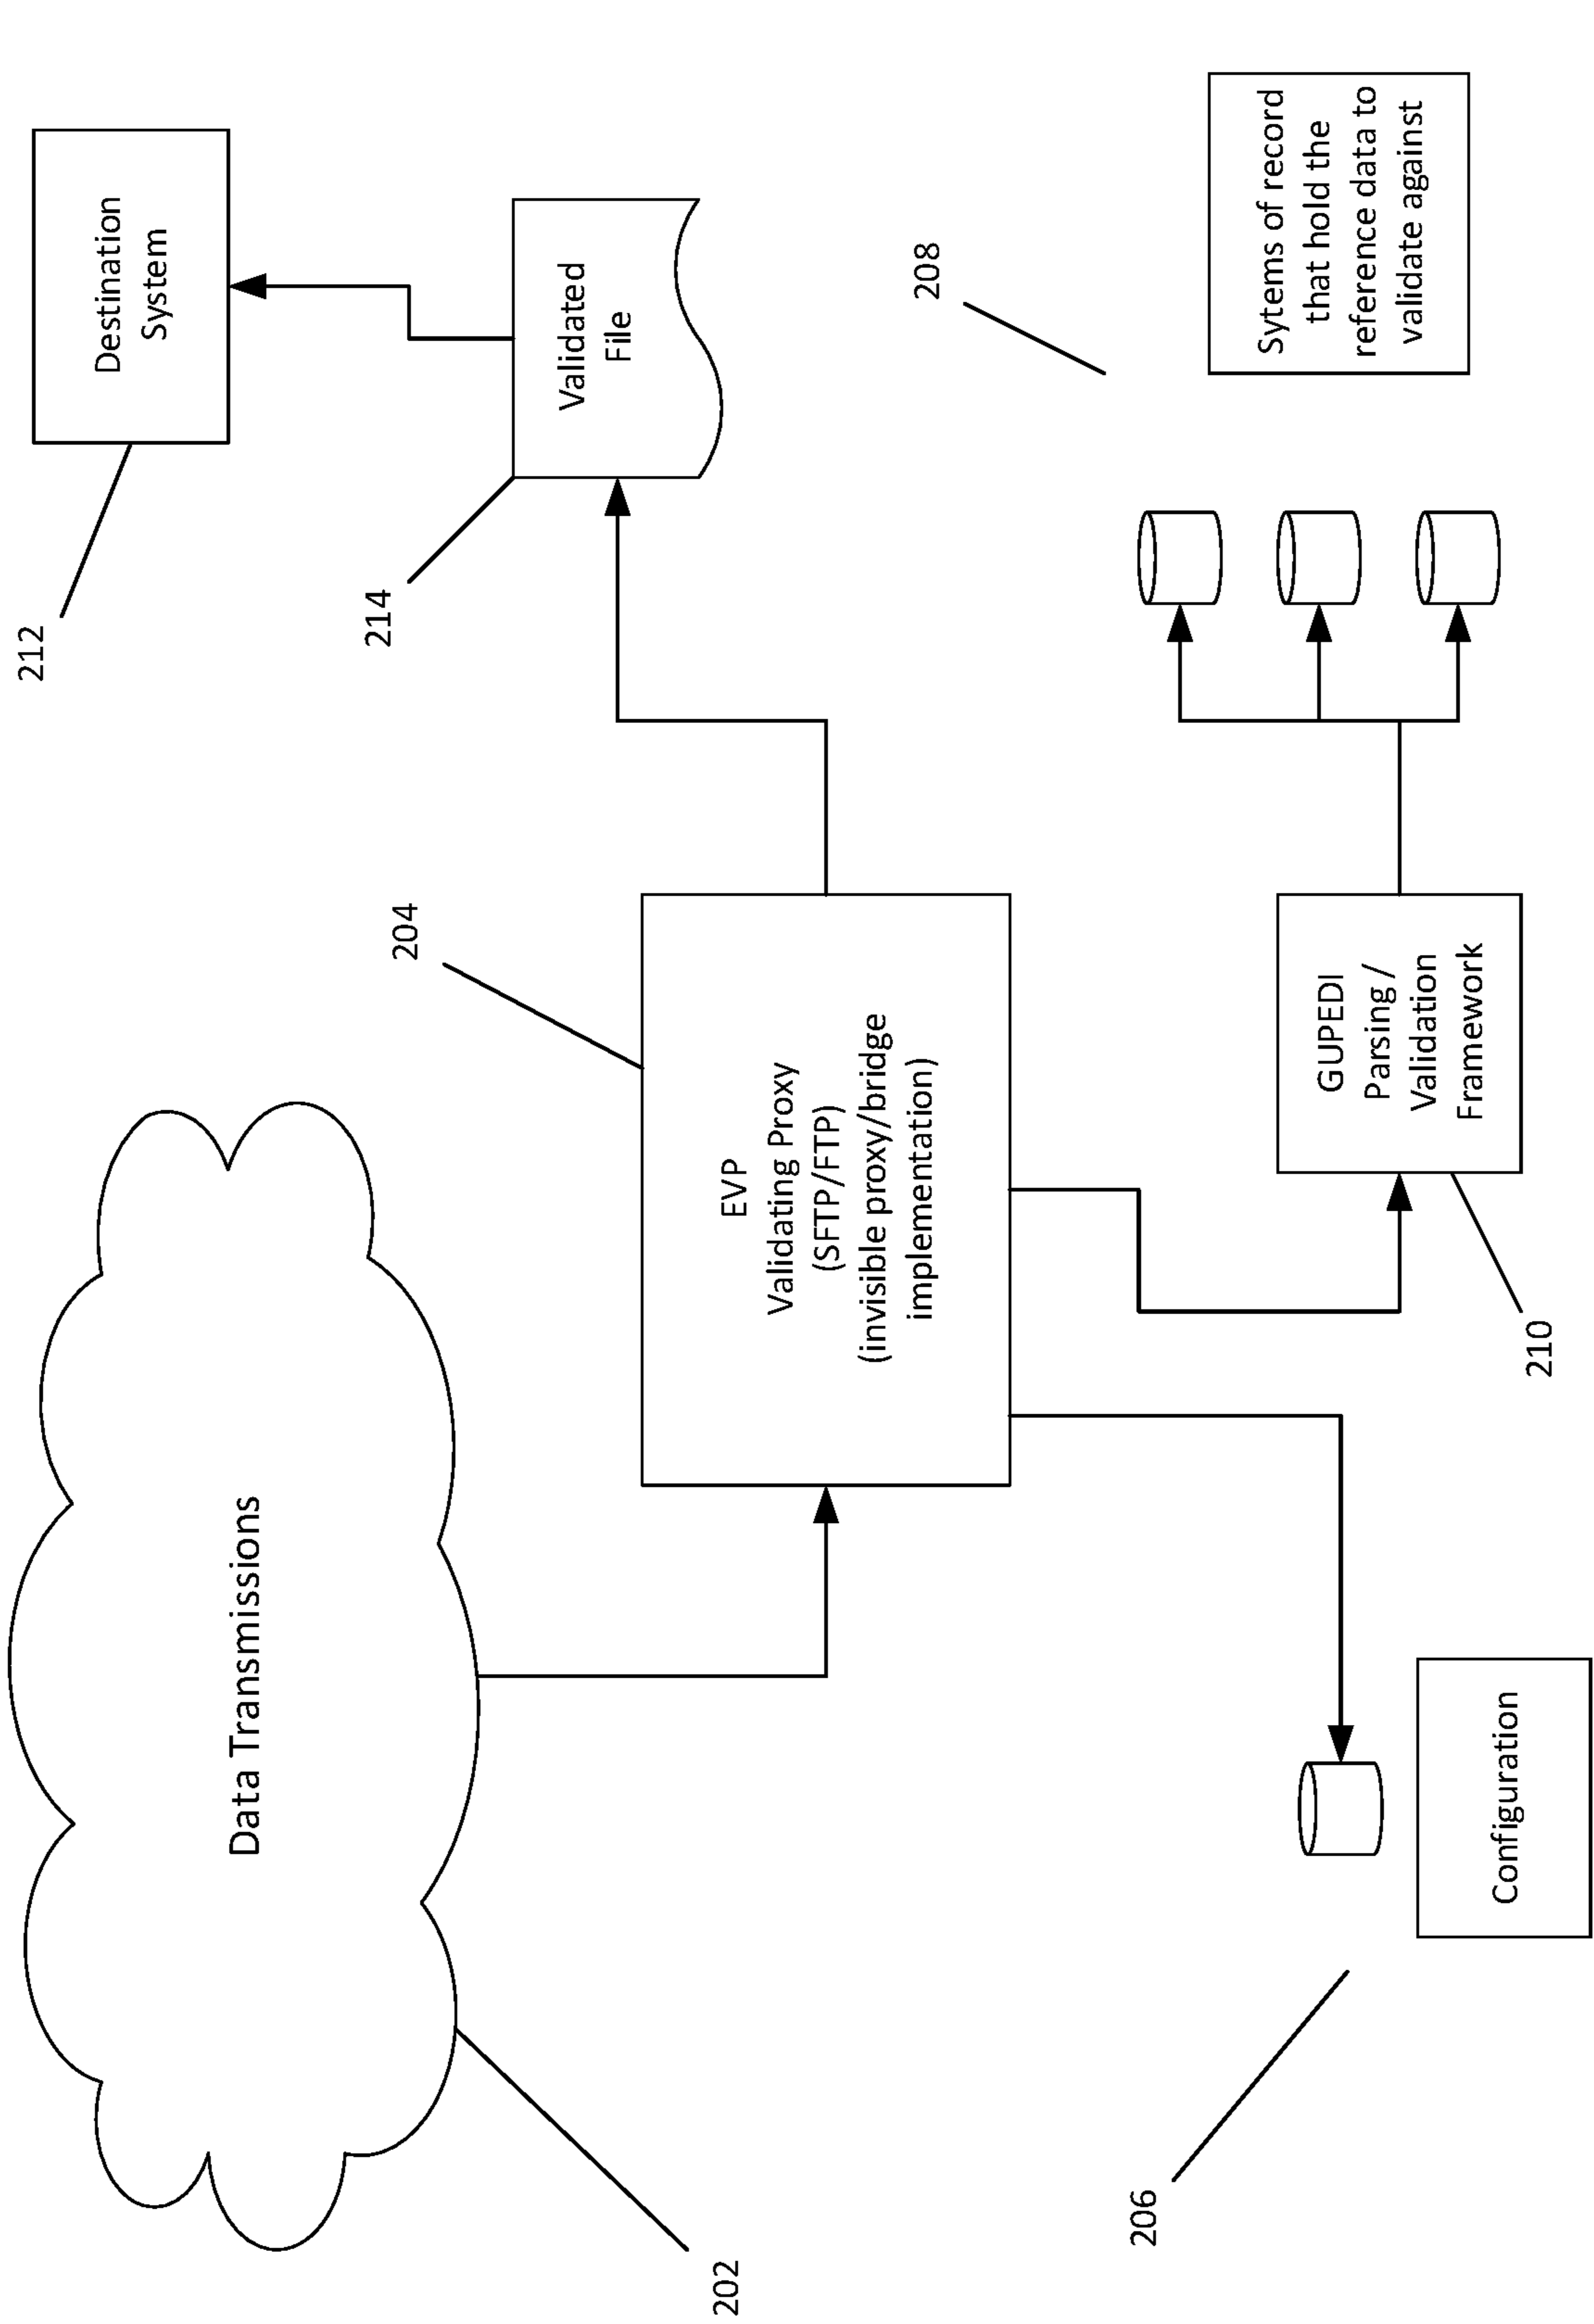 202
Data Transmissions
212
Destination
System
214
Validated
File
204
EVP
Validating Proxy
(SFTP/FTP)
(invisible proxy/bridge
implementation)
208
Sytems of record
that hold the
reference data to
validate against
206
Configuration
210
GUPEDI
Parsing /
Validation
Framework